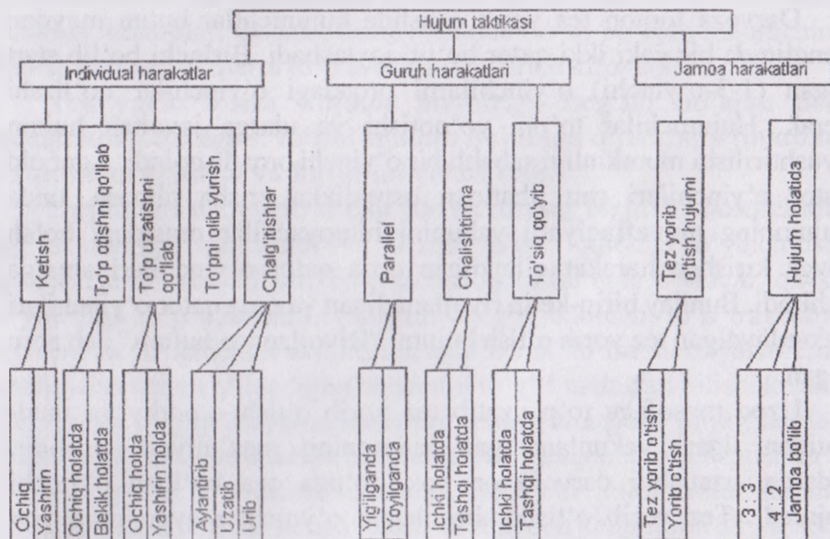 Hujum taktikasi
Individual harakatlar
Guruh harakatlari
Jamoa harakatlari
Ketish
To'p otishni qo'llab
To'p uzatishni
qo'llash
To'pni olib yurish
Chalg'itishlar
Parallel
Chalishtirma
To'siq qo'yib
Tez yorib
o'tish hujumi
Hujum holatda
Ochiq
Yashirin
Ochiq holatda
Bekik holatda
Ochiq holda
Yashirin holda
Aylantirib
Uzatib
Urib
Yig'ilganda
Yoyilganda
Ichki holatda
Tashqi holatda
Ichki holatda
Tashqi holatda
Tez yorib o'tish
Yorib o'tish
3 : 3
4 : 2
Jamoa bo'lib